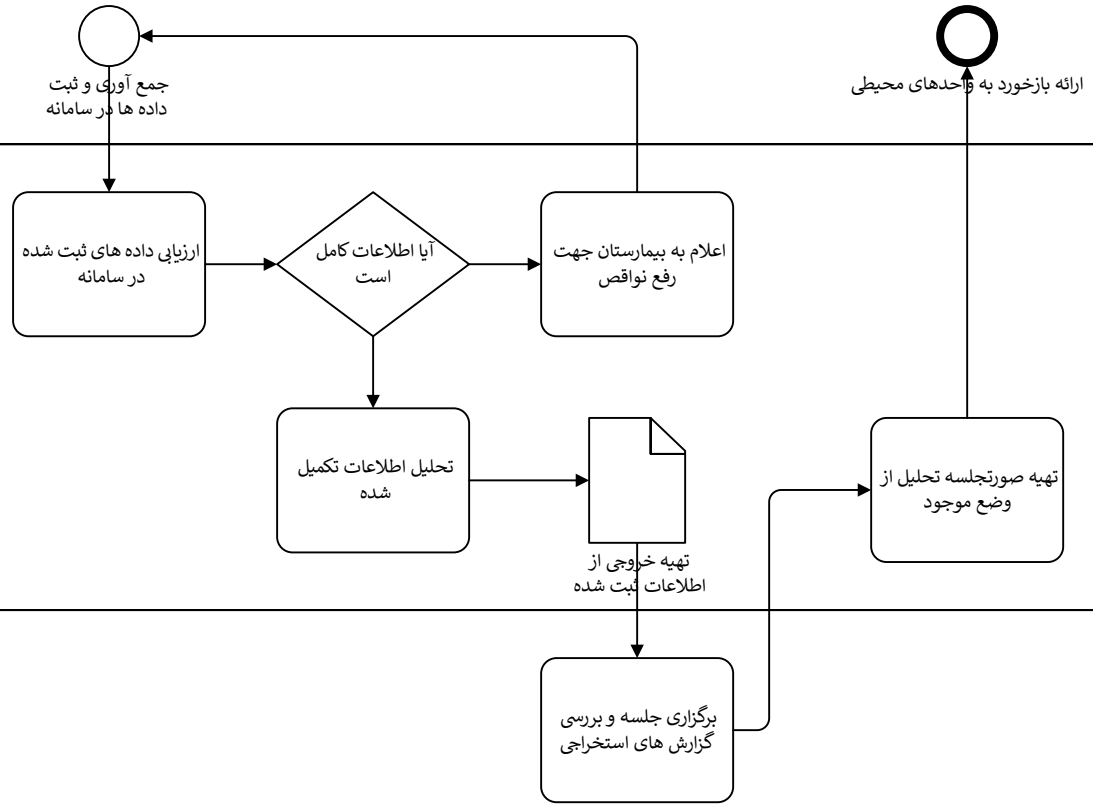 جمع آوری و ثبت
داده ها در سامانه
ارائه بازخورد به واحدهای محیطی
ارزیابی داده های ثبت شده
در سامانه
آیا اطلاعات کامل
است
اعلام به بیمارستان جهت
رفع نواقص
تحلیل اطلاعات تکمیل
شده
تهیه خروجی از
اطلاعات ثبت شده
تهیه صورتجلسه تحلیل از
وضع موجود
برگزاری جلسه و بررسی
گزارش های استخراجی